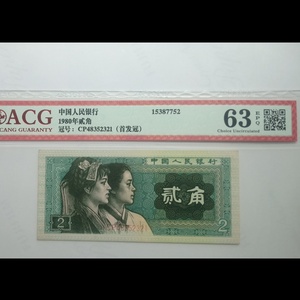 ACG
CANG GUARANTY
中国人民银行
1980年贰角
冠号：CP48352321（首发冠）
15387752
63 EPQ
Choice Uncirculated
中国人民银行
贰角
2
2